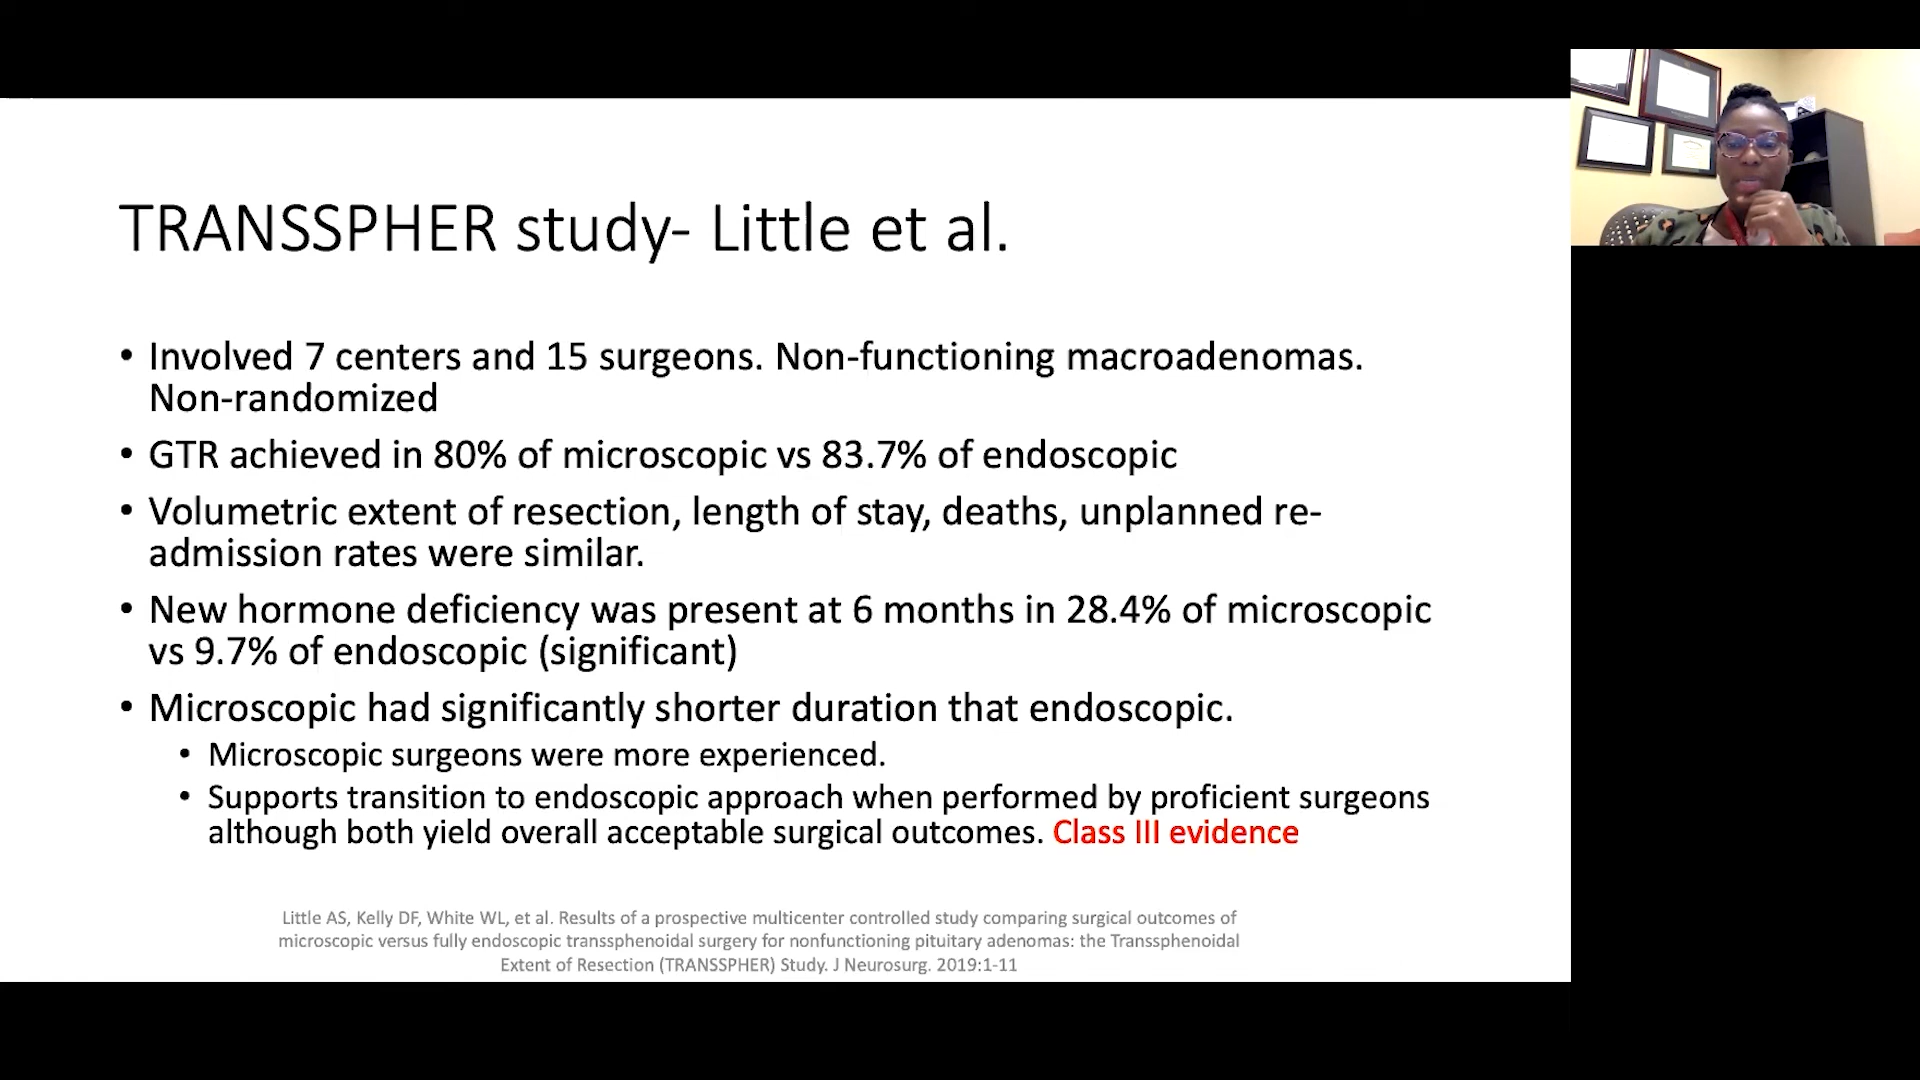 TRANSSPHER study- Little et al.
• Involved 7 centers and 15 surgeons. Non-functioning macroadenomas.
Non-randomized
• GTR achieved in 80% of microscopic vs 83.7% of endoscopic
• Volumetric extent of resection, length of stay, deaths, unplanned re-
admission rates were similar.
• New hormone deficiency was present at 6 months in 28.4% of microscopic
vs 9.7% of endoscopic (significant)
• Microscopic had significantly shorter duration that endoscopic.
• Microscopic surgeons were more experienced.
• Supports transition to endoscopic approach when performed by proficient surgeons
although both yield overall acceptable surgical outcomes. Class III evidence
Little AS, Kelly DF, White WL, et al. Results of a prospective multicenter controlled study comparing surgical outcomes of
microscopic versus fully endoscopic transsphenoidal surgery for nonfunctioning pituitary adenomas: the Transsphenoidal
Extent of Resection (TRANSSPHER) Study. J Neurosurg. 2019:1-11